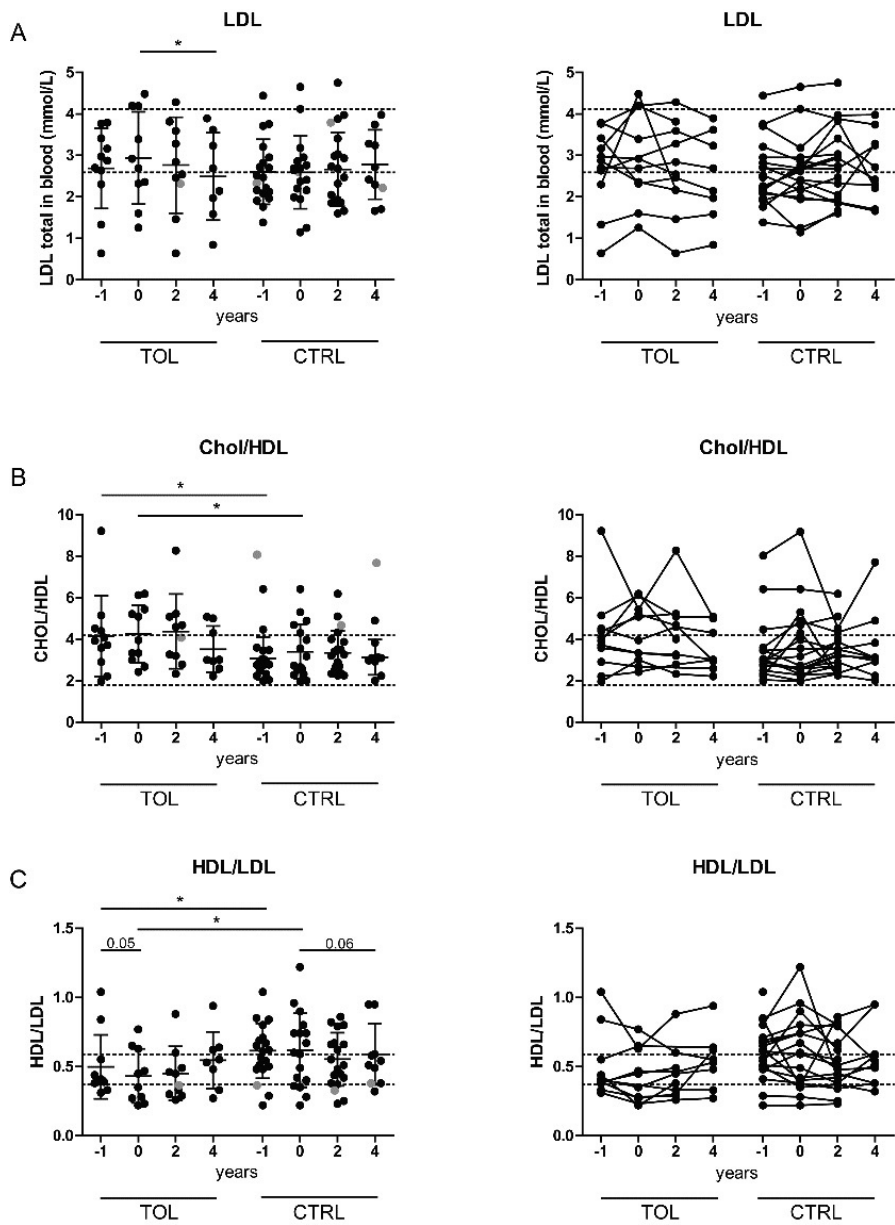 A
LDL
LDL
*
LDL total in blood (mmol/L)
5
4
3
2
1
0
-1 0 2 4 -1 0 2 4
years
TOL CTRL
LDL total in blood (mmol/L)
5
4
3
2
1
0
-1 0 2 4 -1 0 2 4
years
TOL CTRL
B
Chol/HDL
Chol/HDL
*
*
CHOL/HDL
10
8
6
4
2
0
-1 0 2 4 -1 0 2 4
years
TOL CTRL
CHOL/HDL
10
8
6
4
2
0
-1 0 2 4 -1 0 2 4
years
TOL CTRL
C
HDL/LDL
HDL/LDL
*
*
0.05 0.06
HDL/LDL
1.5
1.0
0.5
0.0
-1 0 2 4 -1 0 2 4
years
TOL CTRL
HDL/LDL
1.5
1.0
0.5
0.0
-1 0 2 4 -1 0 2 4
years
TOL CTRL